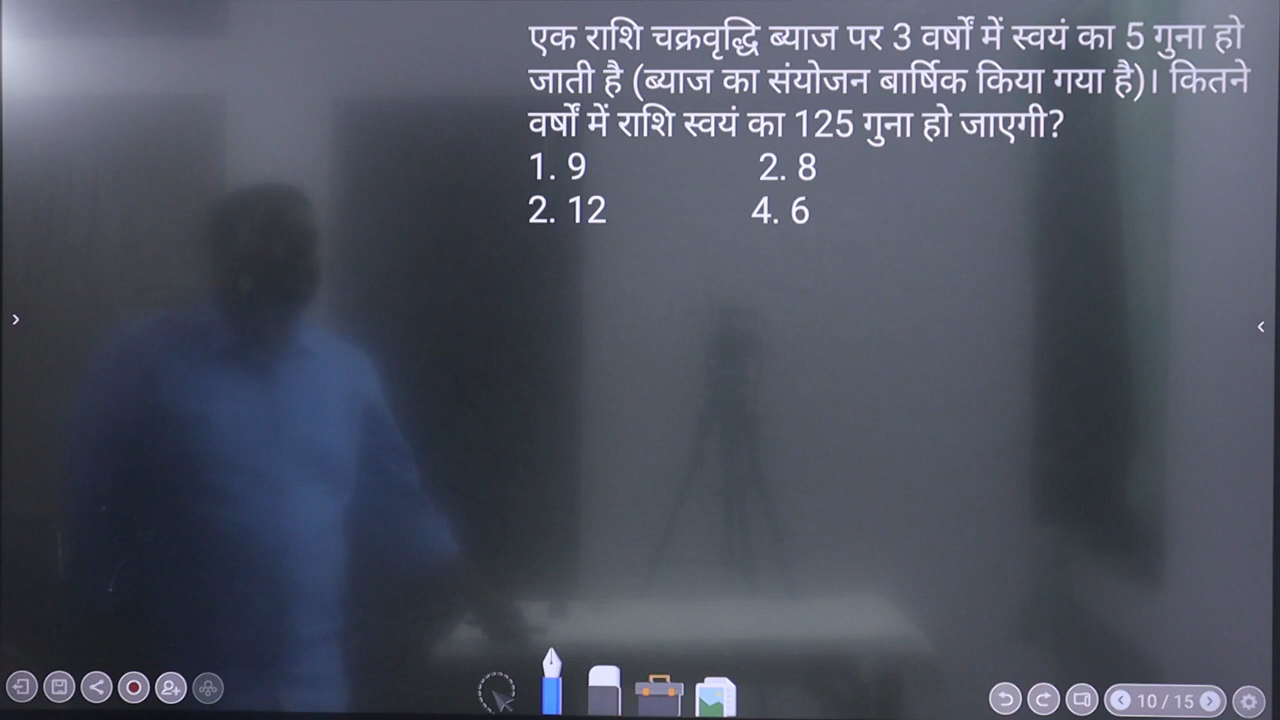 एक राशि चक्रवृद्धि ब्याज पर 3 वर्षों में स्वयं का 5 गुना हो
जाती है (ब्याज का संयोजन बार्षिक किया गया है)। कितने
वर्षों में राशि स्वयं का 125 गुना हो जाएगी?
1. 9 2. 8
2. 12 4. 6
10 / 15